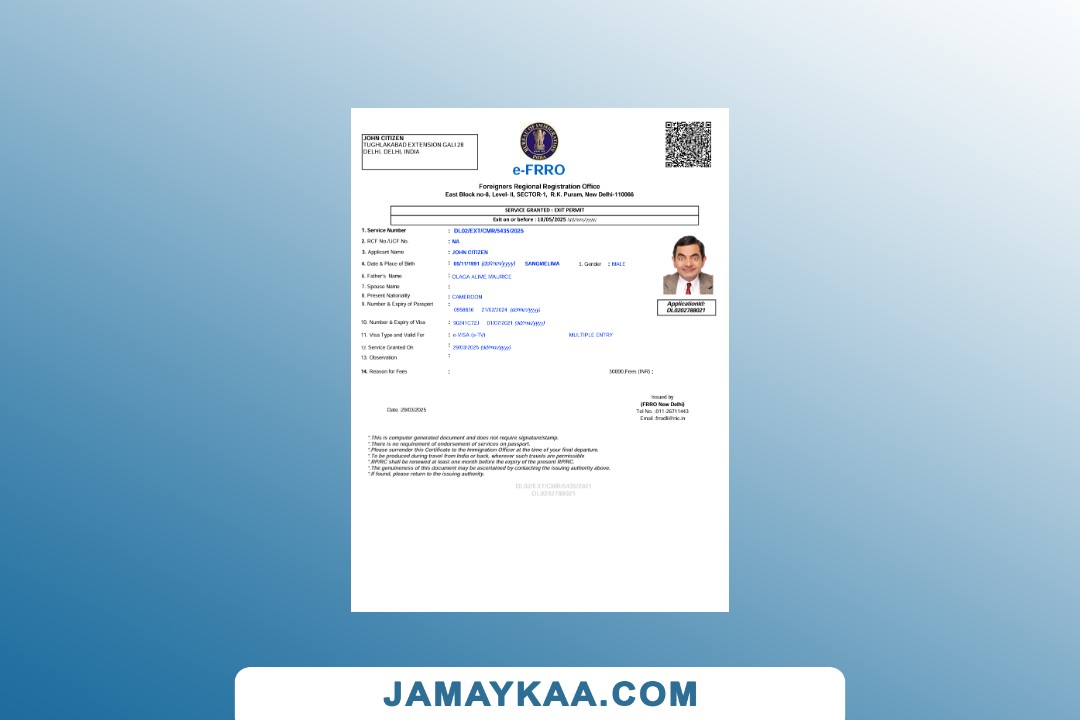 JOHN CITIZEN
TUGHLAKABAD EXTENSION GALI 28
DELHI, DELHI, INDIA
BUREAU OF IMMIGRATION
INDIA
e-FRRO
Foreigners Regional Registration Office
East Block no-8, Level- II, SECTOR-1, R.K. Puram, New Delhi-110066
SERVICE GRANTED : EXIT PERMIT
Exit on or before : 10/05/2025 (dd/mm/yyyy)
1. Service Number : DL02/EXT/CMR/5435/2025
2. RCF No./UCF No. : NA
3. Applicant Name : JOHN CITIZEN
4. Date & Place of Birth : (dd/mm/yyyy) SANGMELIMA 5. Gender : MALE
6. Father's Name : OLAGA ALIVE MAURICE
7. Spouse Name :
8. Present Nationality : CAMEROON
9. Number & Expiry of Passport :
21/02/2024 (dd/mm/yyyy)
10. Number & Expiry of Visa : 01/07/2021 (dd/mm/yyyy)
11. Visa Type and Valid For : e-VISA (e-TV) MULTIPLE ENTRY
12. Service Granted On : 29/03/2025 (dd/mm/yyyy)
13. Observation :
14. Reason for Fees : 30000.Fees (INR) :
ApplicationId:
DL0202788021
Issued by
(FRRO New Delhi)
Tel No. :011-26711443
Email :frrodli@nic.in
Date: 29/03/2025
*.This is computer generated document and does not require signature/stamp.
*.There is no requirement of endorsement of services on passport.
*.Please surrender this Certificate to the Immigration Officer at the time of your final departure.
*.To be produced during travel from India or back, wherever such travels are permissible
*.RP/RC shall be renewed at least one month before the expiry of the present RP/RC.
*.The genuineness of this document may be ascertained by contacting the issuing authority above.
*.If found, please return to the issuing authority.
DL02/EXT/CMR/5435/2021
DL0202788021
JAMAYKAA.COM